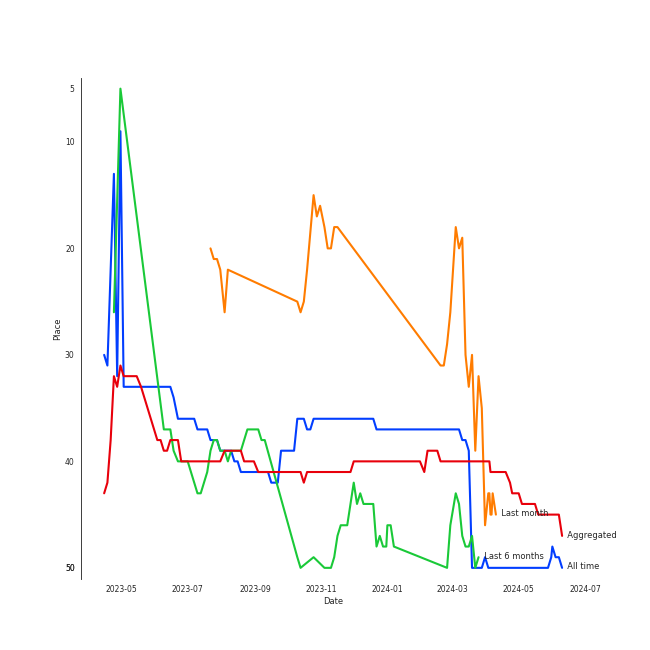 5
10
20
30
40
50
Place
2023-05
2023-07
2023-09
2023-11
2024-01
2024-03
2024-05
2024-07
Date
Last month
Aggregated
Last 6 months
All time